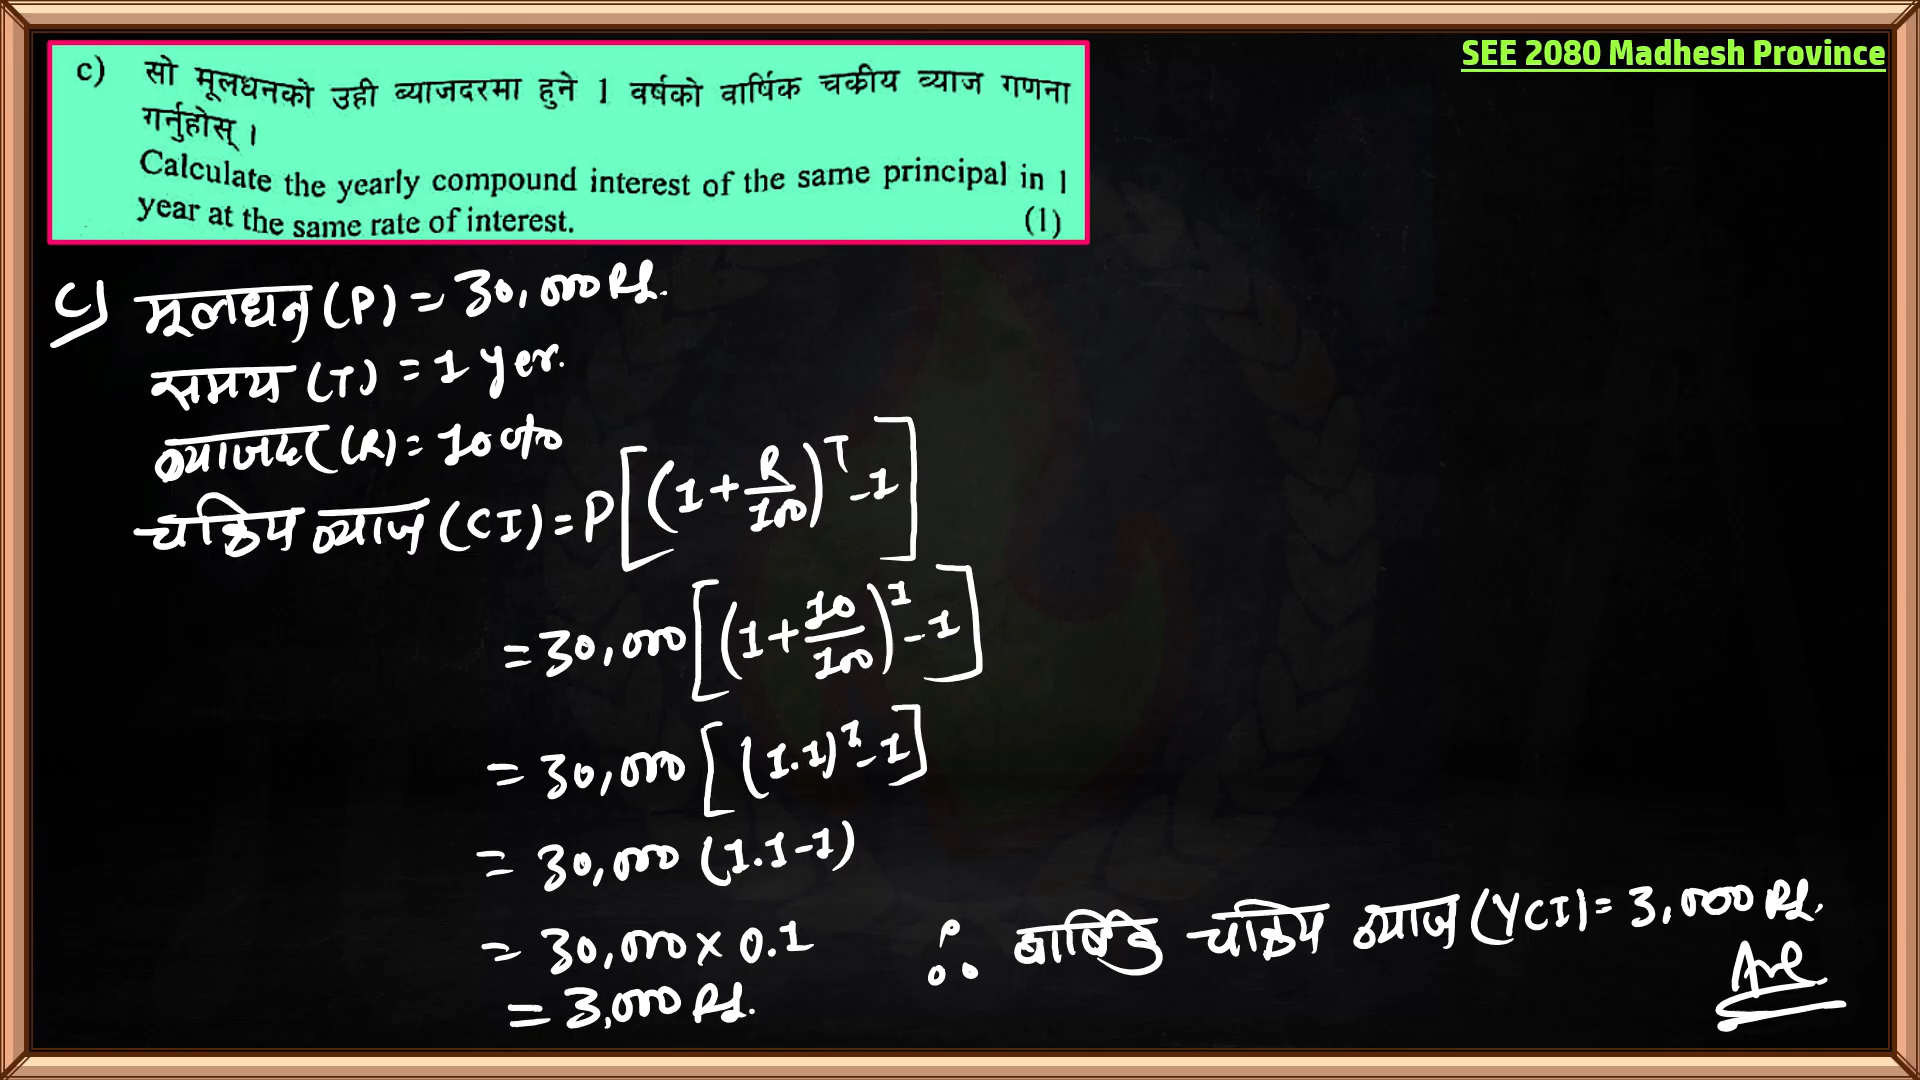 SEE 2080 Madhesh Province
c) सो मूलधनको उही ब्याजदरमा हुने 1 वर्षको वार्षिक चक्रीय ब्याज गणना
गर्नुहोस् ।
Calculate the yearly compound interest of the same principal in 1
year at the same rate of interest. (1)
c) मूलधन (P) = 30,000 Rs.
समय (T) = 1 yer.
ब्याजदर (R) = 10 %
चक्रिय ब्याज (CI) = P[(1+R/100)^T - 1]
= 30,000[(1+10/100)^1 - 1]
= 30,000 [(1.1)^1 - 1]
= 30,000 (1.1-1)
= 30,000 x 0.1
= 3,000 Rs.
∴ वार्षिक चक्रिय ब्याज (YCI) = 3,000 Rs.
Ans